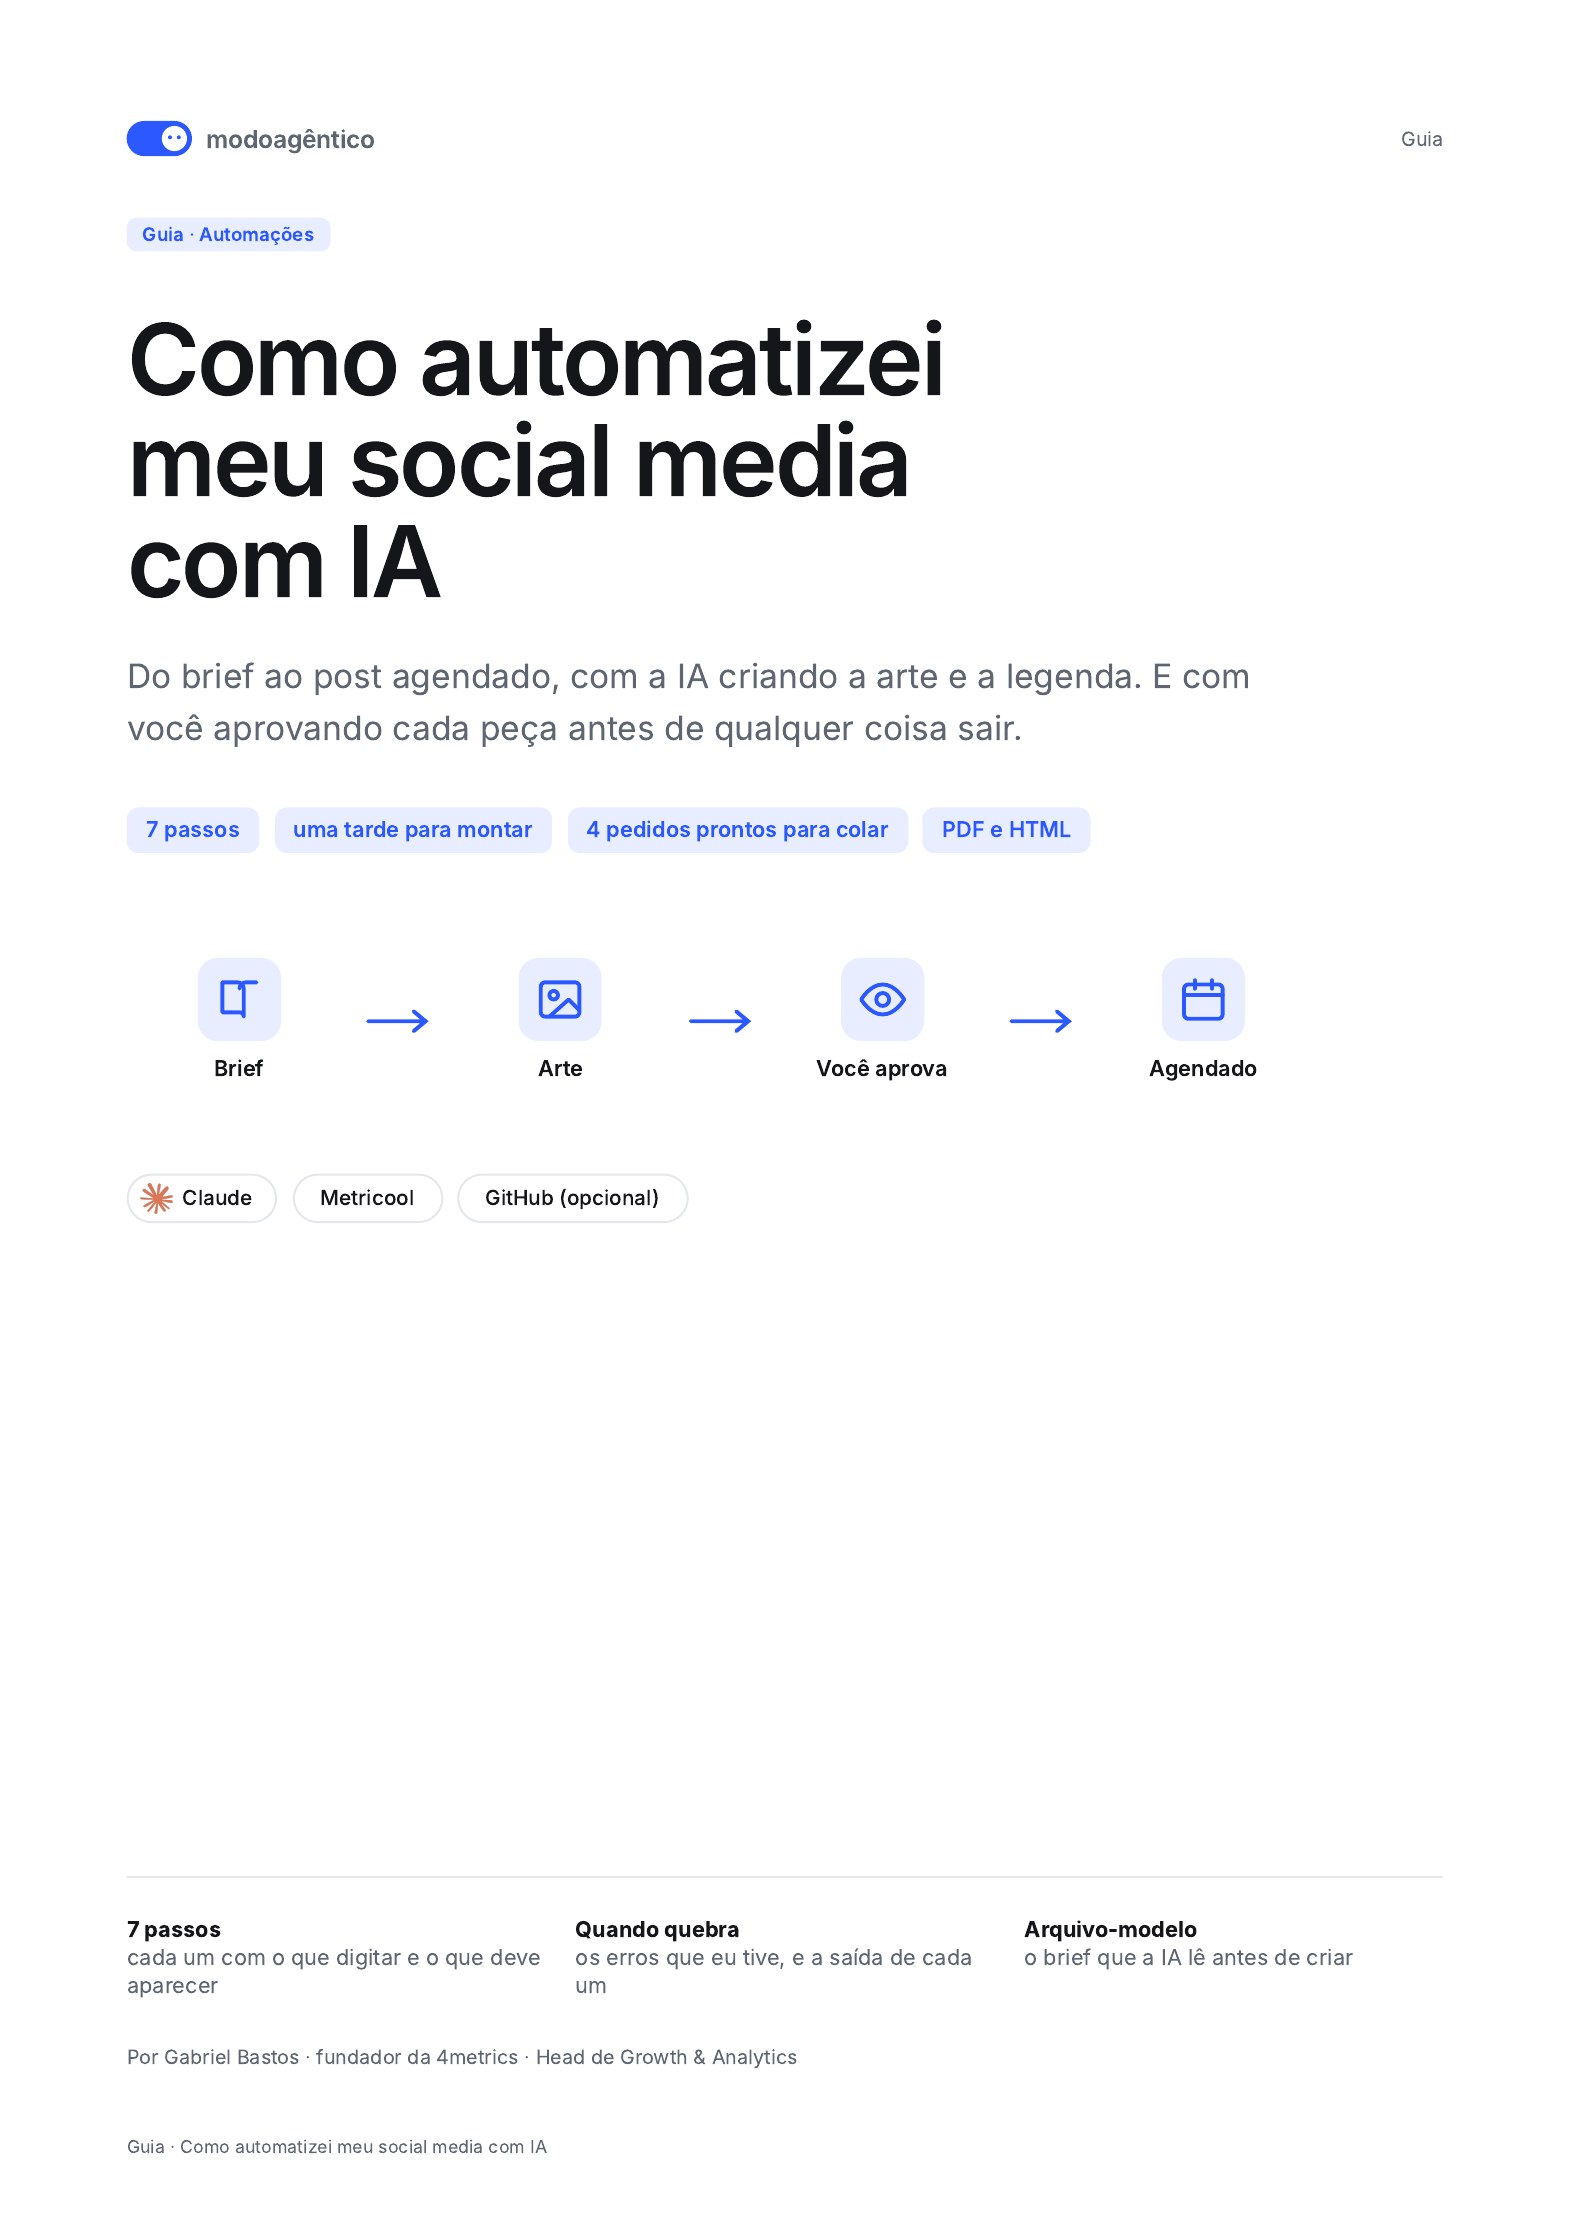 modoagêntico
Guia
Guia · Automações
Como automatizei
meu social media
com IA
Do brief ao post agendado, com a IA criando a arte e a legenda. E com
você aprovando cada peça antes de qualquer coisa sair.
7 passos
uma tarde para montar
4 pedidos prontos para colar
PDF e HTML
Brief
Arte
Você aprova
Agendado
Claude
Metricool
GitHub (opcional)
7 passos
cada um com o que digitar e o que deve
aparecer
Quando quebra
os erros que eu tive, e a saída de cada
um
Arquivo-modelo
o brief que a IA lê antes de criar
Por Gabriel Bastos · fundador da 4metrics · Head de Growth & Analytics
Guia · Como automatizei meu social media com IA